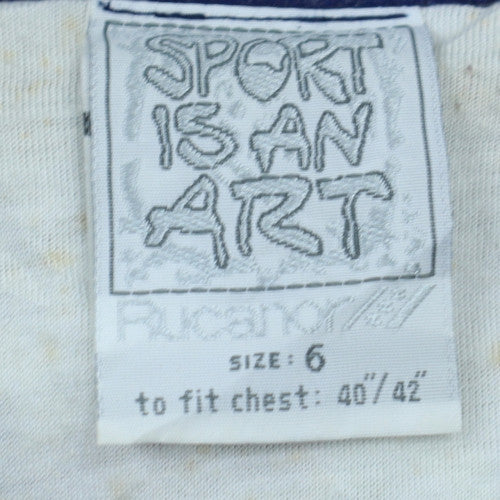 SPORT
IS AN
ART
Rucanor
SIZE: 6
to fit chest: 40"/42"